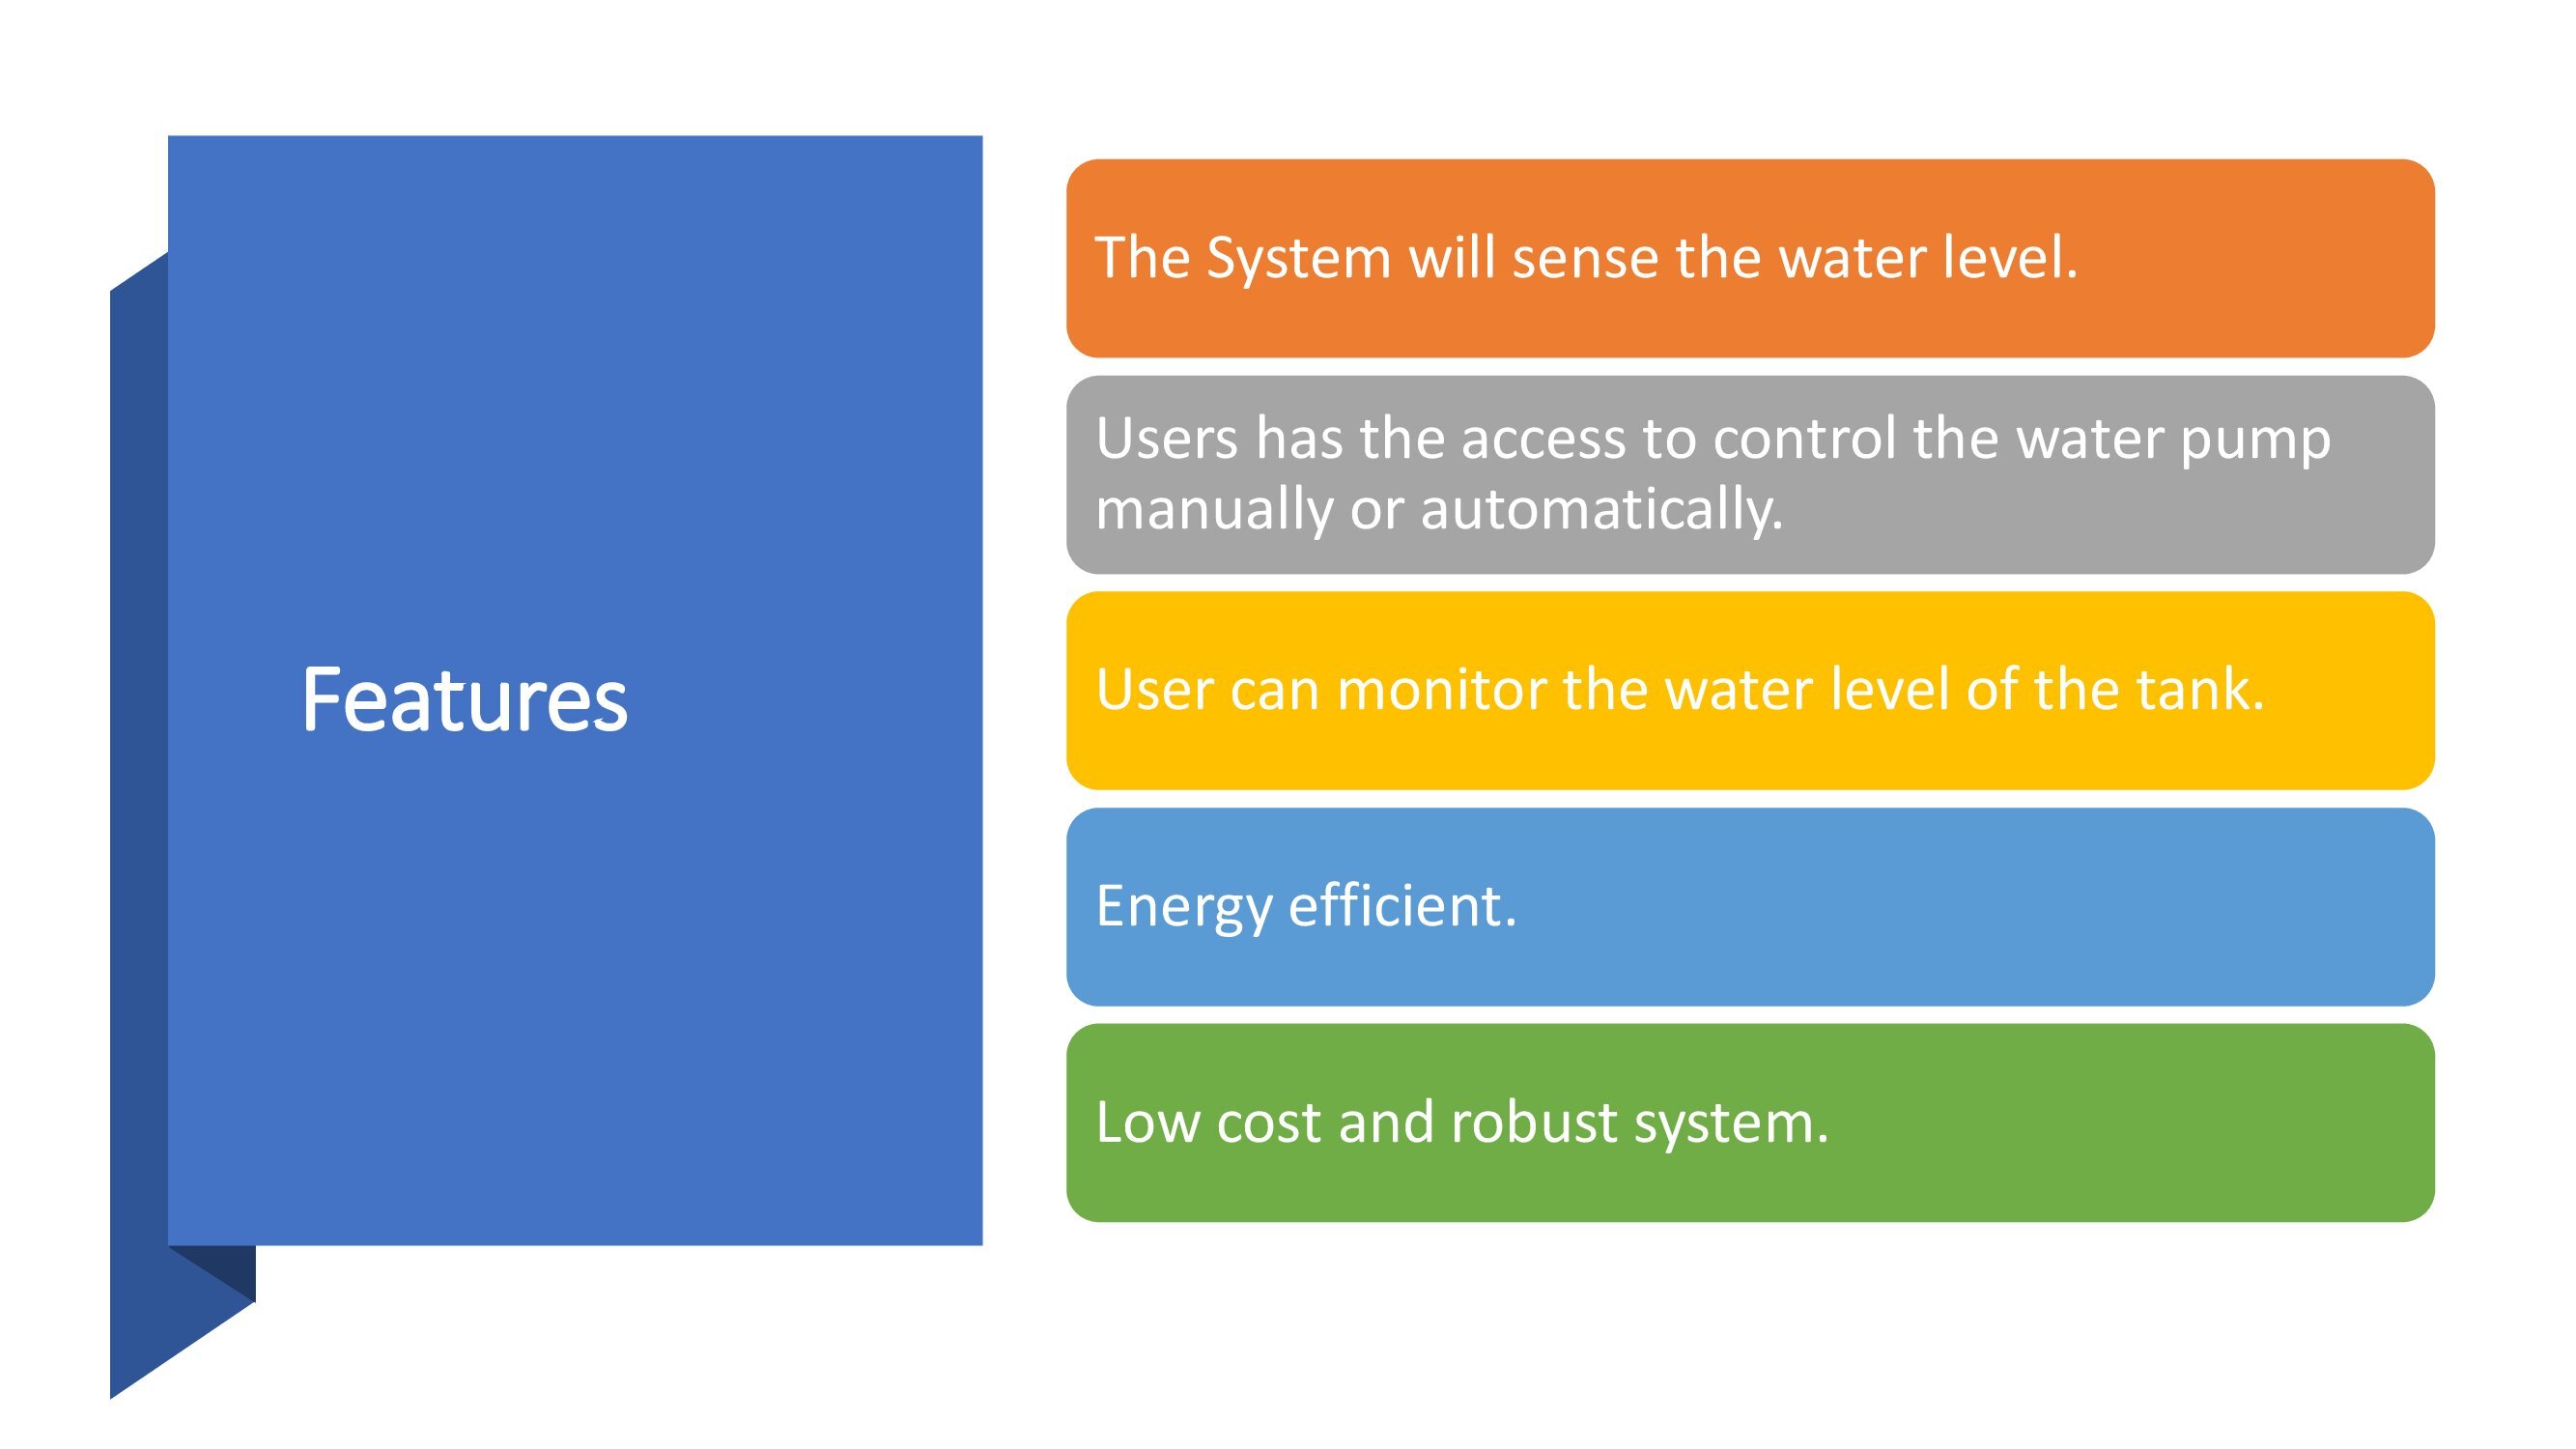 Features
The System will sense the water level.
Users has the access to control the water pump
manually or automatically.
User can monitor the water level of the tank.
Energy efficient.
Low cost and robust system.